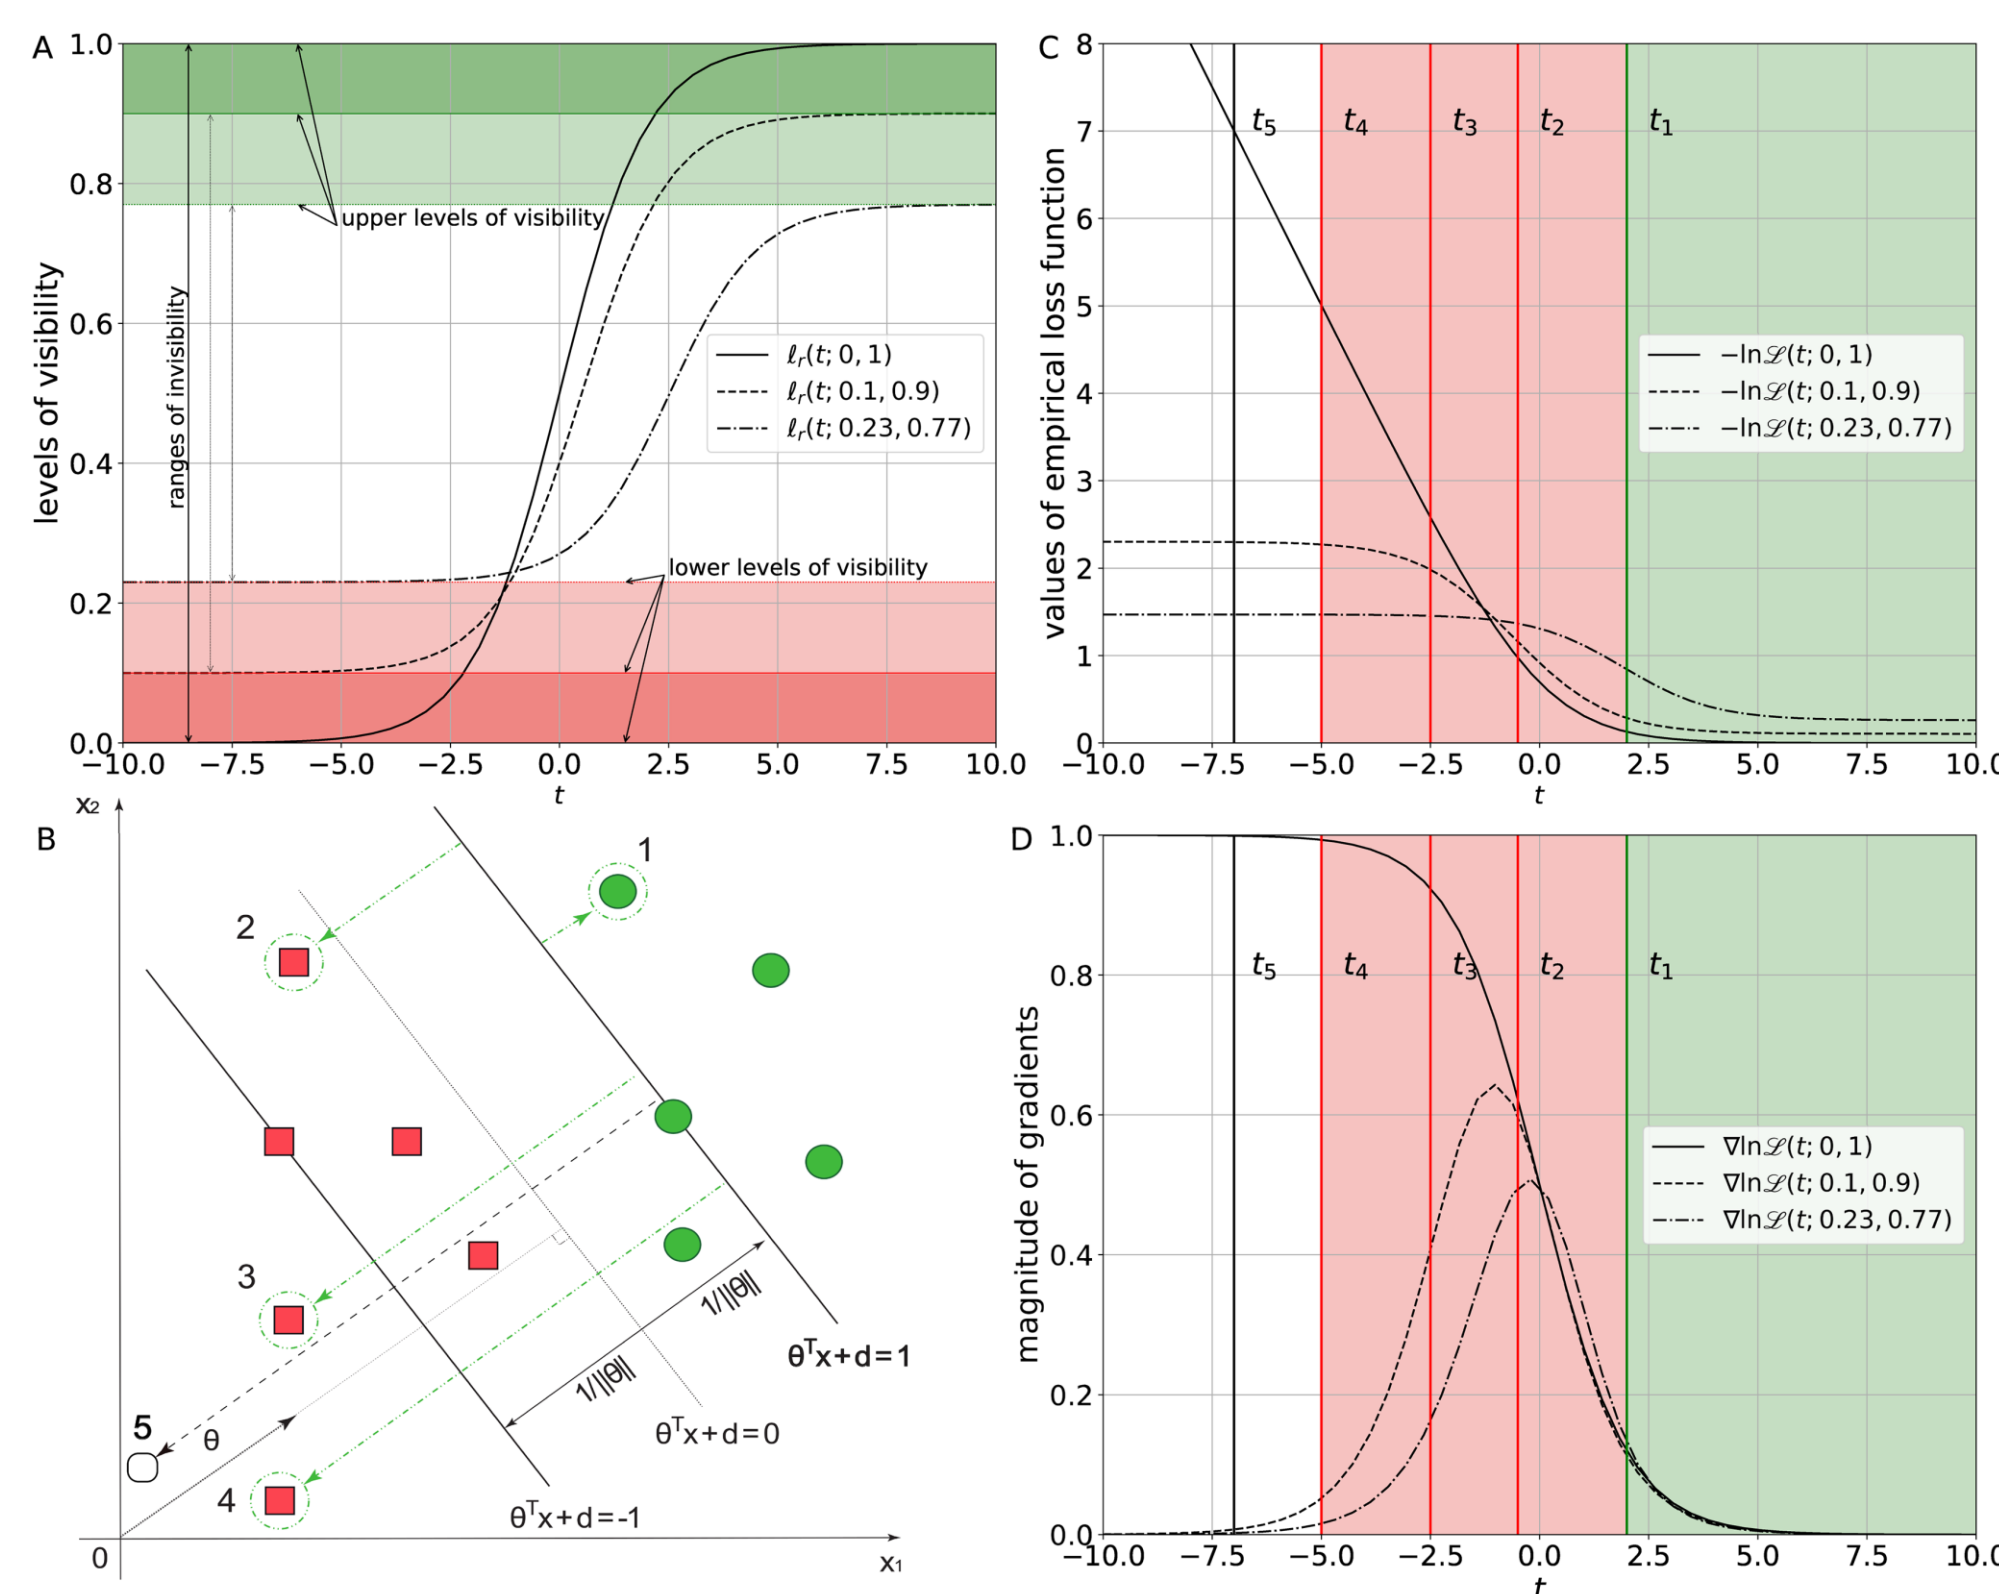 A
1.0
0.8
0.6
0.4
0.2
0.0
levels of visibility
ranges of invisibility
upper levels of visibility
ℓr(t; 0, 1)
ℓr(t; 0.1, 0.9)
ℓr(t; 0.23, 0.77)
lower levels of visibility
−10.0 −7.5 −5.0 −2.5 0.0 2.5 5.0 7.5 10.0
t
C
8
7
6
5
4
3
2
1
0
values of empirical loss function
t5 t4 t3 t2 t1
−lnℒ(t; 0, 1)
−lnℒ(t; 0.1, 0.9)
−lnℒ(t; 0.23, 0.77)
−10.0 −7.5 −5.0 −2.5 0.0 2.5 5.0 7.5 10.0
t
B
x2
1
2
3
4
5
θ
1/||θ||
1/||θ||
θᵀx+d=1
θᵀx+d=0
θᵀx+d=-1
0
x1
D
1.0
0.8
0.6
0.4
0.2
0.0
magnitude of gradients
t5 t4 t3 t2 t1
∇lnℒ(t; 0, 1)
∇lnℒ(t; 0.1, 0.9)
∇lnℒ(t; 0.23, 0.77)
−10.0 −7.5 −5.0 −2.5 0.0 2.5 5.0 7.5 10.0
t